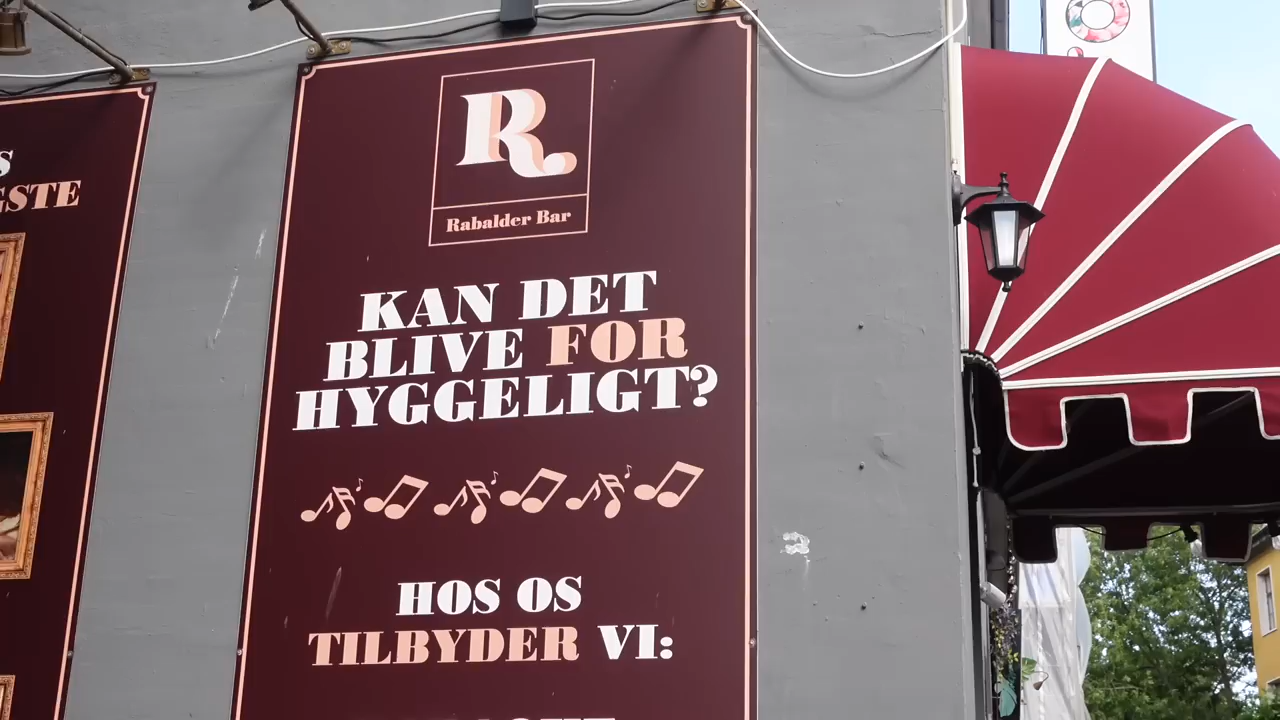 R
Rabalder Bar
KAN DET
BLIVE FOR
HYGGELIGT?
HOS OS
TILBYDER VI: